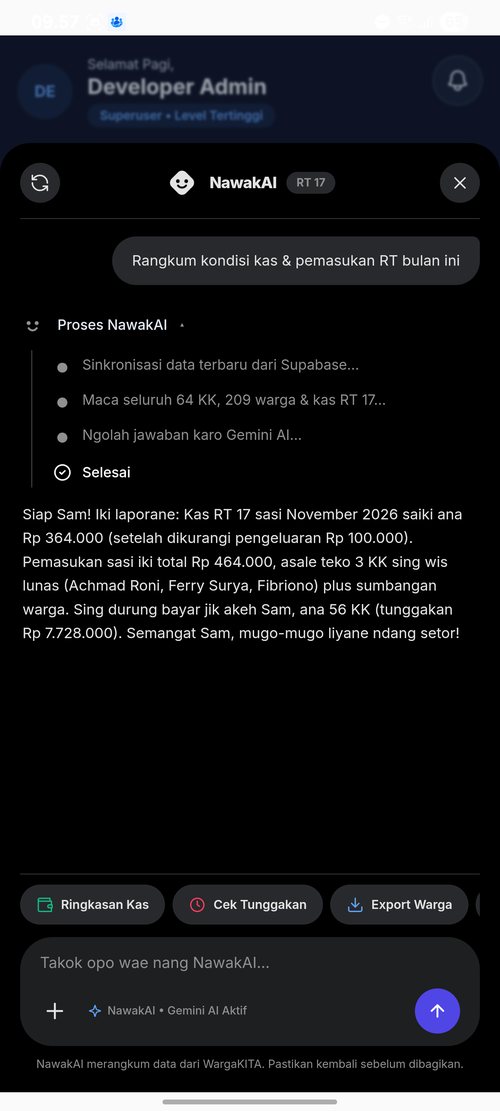 09.57
Selamat Pagi,
DE
Developer Admin
Superuser • Level Tertinggi
NawakAI
RT 17
Rangkum kondisi kas & pemasukan RT bulan ini
Proses NawakAI
Sinkronisasi data terbaru dari Supabase...
Maca seluruh 64 KK, 209 warga & kas RT 17...
Ngolah jawaban karo Gemini AI...
Selesai
Siap Sam! Iki laporane: Kas RT 17 sasi November 2026 saiki ana
Rp 364.000 (setelah dikurangi pengeluaran Rp 100.000).
Pemasukan sasi iki total Rp 464.000, asale teko 3 KK sing wis
lunas (Achmad Roni, Ferry Surya, Fibriono) plus sumbangan
warga. Sing durung bayar jik akeh Sam, ana 56 KK (tunggakan
Rp 7.728.000). Semangat Sam, mugo-mugo liyane ndang setor!
Ringkasan Kas
Cek Tunggakan
Export Warga
Takok opo wae nang NawakAI...
NawakAI • Gemini AI Aktif
NawakAI merangkum data dari WargaKITA. Pastikan kembali sebelum dibagikan.